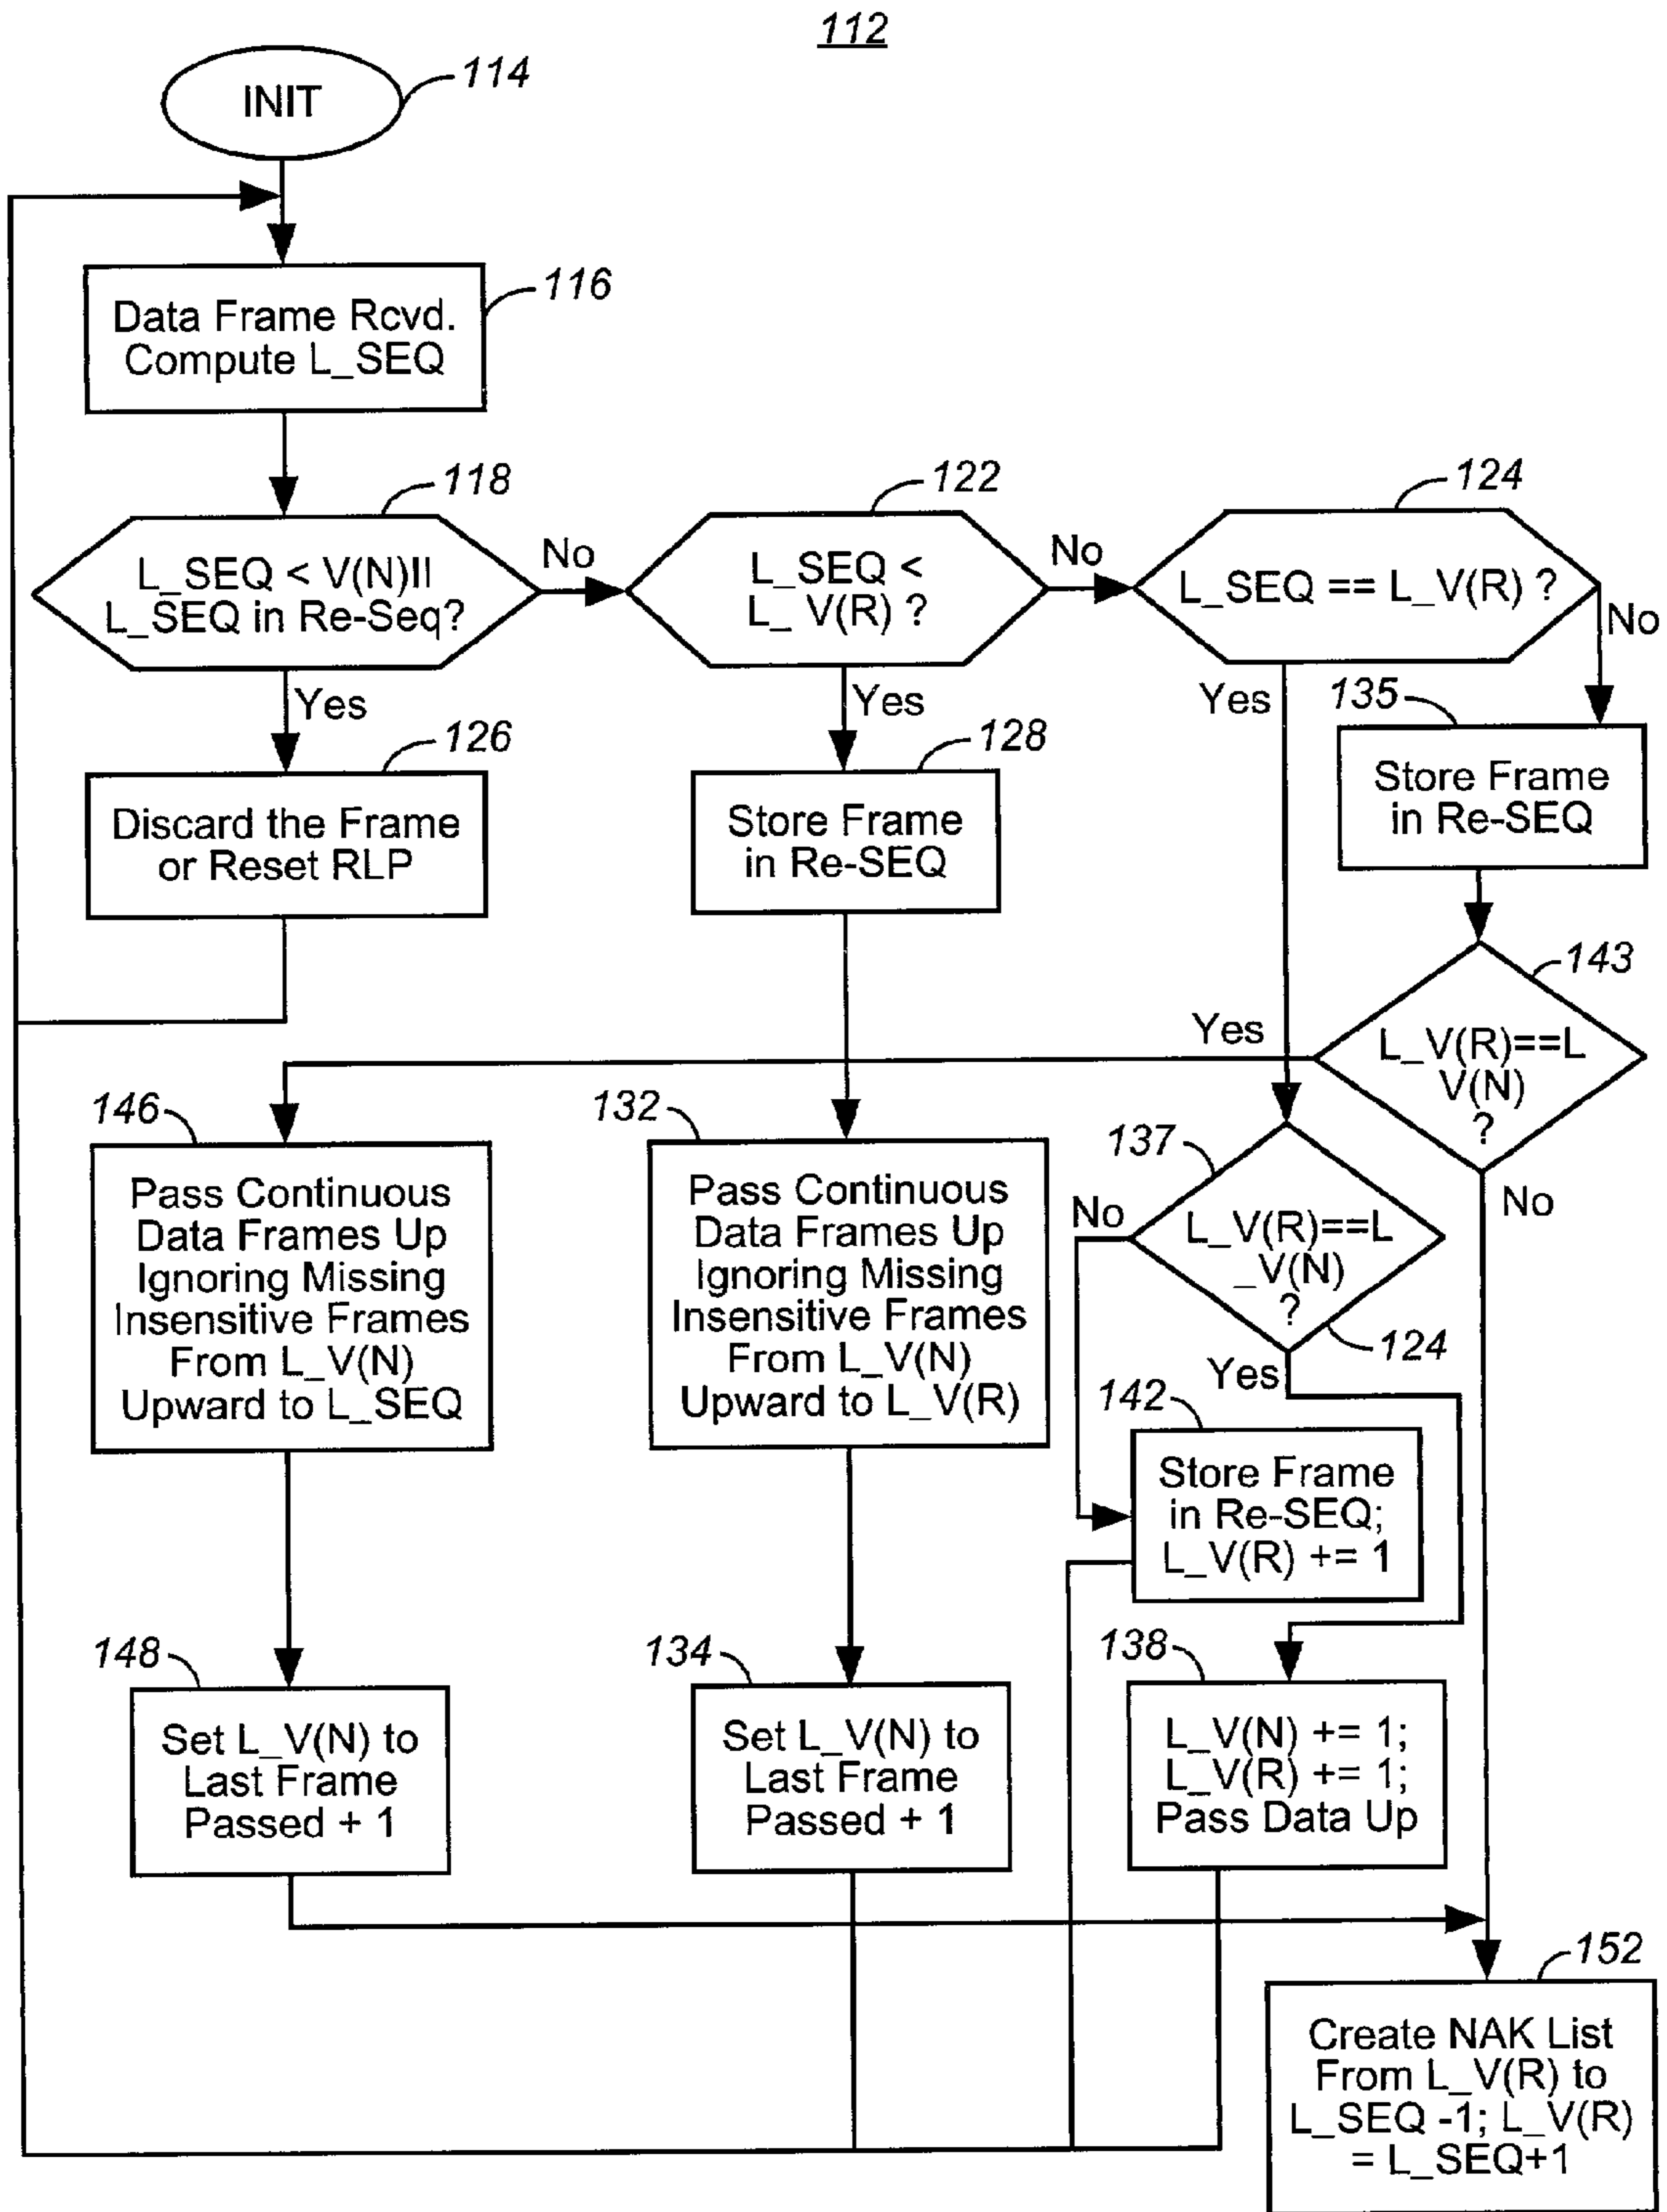 112
114
INIT
116
Data Frame Rcvd.
Compute L_SEQ
118
L_SEQ < V(N)||
L_SEQ in Re-Seq?
No
Yes
122
L_SEQ <
L_ V(R) ?
No
Yes
124
L_SEQ == L_V(R) ?
No
Yes
126
Discard the Frame
or Reset RLP
128
Store Frame
in Re-SEQ
135
Store Frame
in Re-SEQ
143
L_V(R)==L
V(N)
?
Yes
No
146
Pass Continuous
Data Frames Up
Ignoring Missing
Insensitive Frames
From L_V(N)
Upward to L_SEQ
132
Pass Continuous
Data Frames Up
Ignoring Missing
Insensitive Frames
From L_V(N)
Upward to L_V(R)
137
L_V(R)==L
_V(N)
?
No
124
Yes
142
Store Frame
in Re-SEQ;
L_V(R) += 1
148
Set L_V(N) to
Last Frame
Passed + 1
134
Set L_V(N) to
Last Frame
Passed + 1
138
L_V(N) += 1;
L_V(R) += 1;
Pass Data Up
152
Create NAK List
From L_V(R) to
L_SEQ -1; L_V(R)
= L_SEQ+1